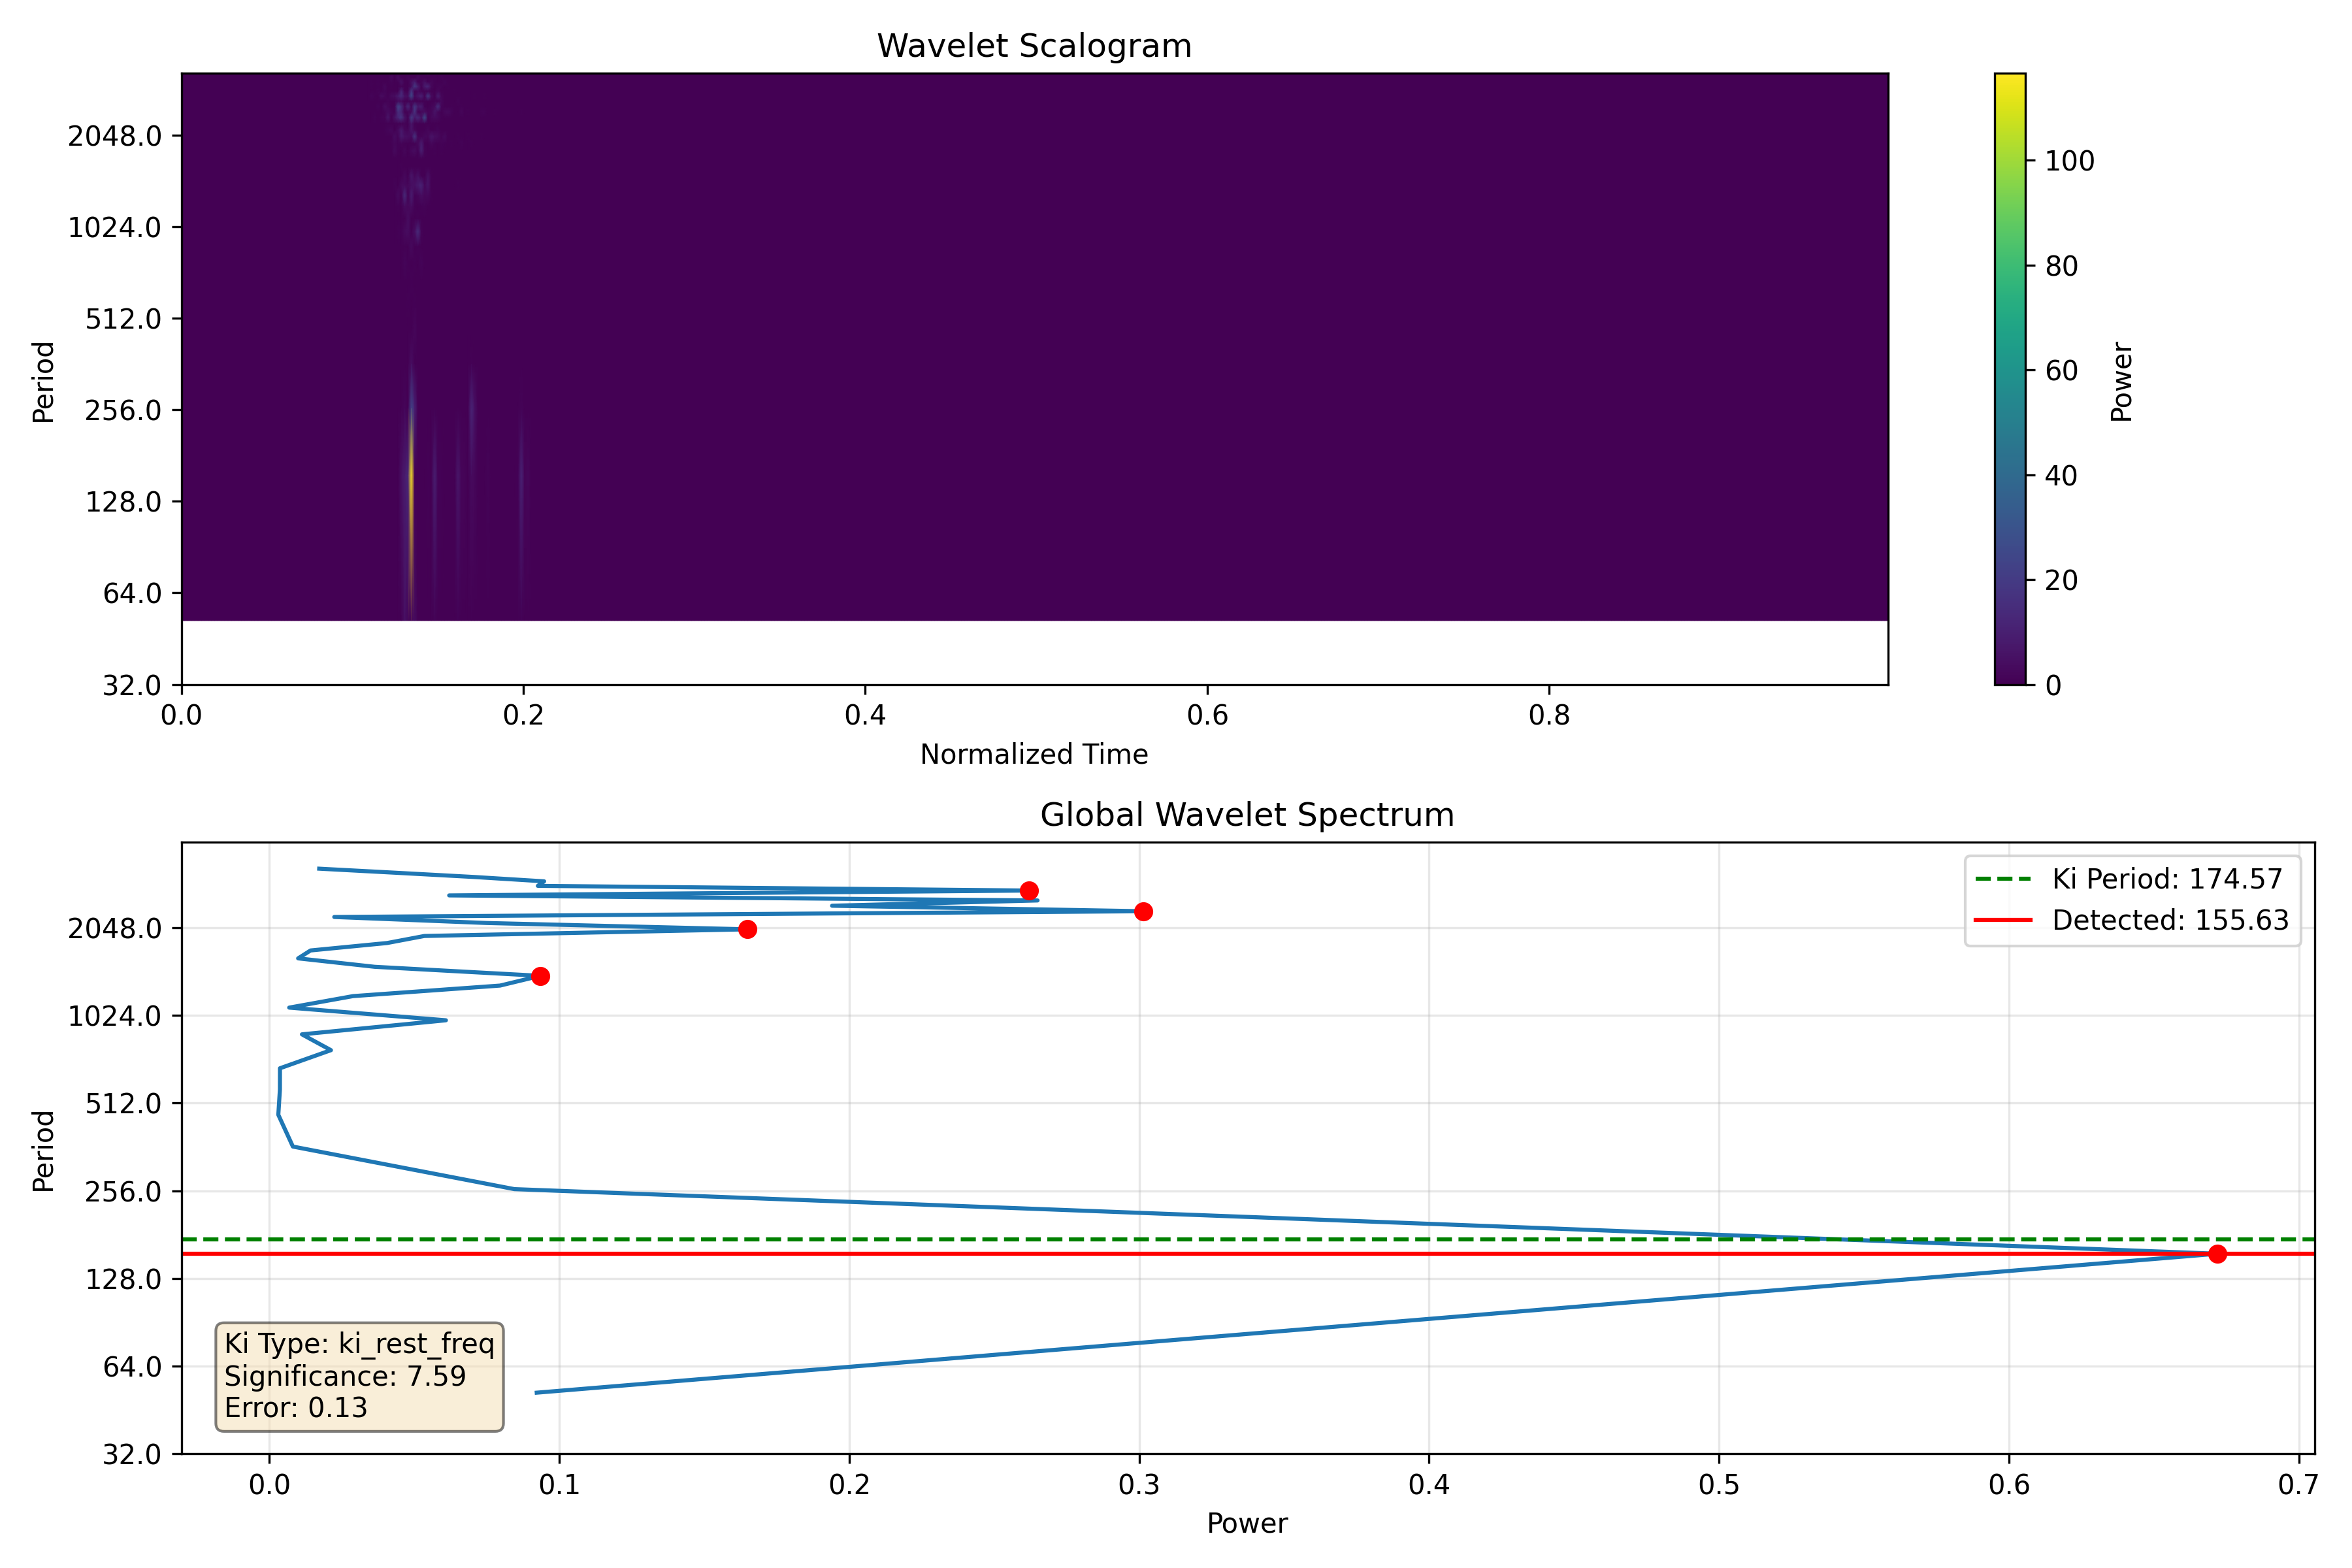 Wavelet Scalogram
Period
2048.0
1024.0
512.0
256.0
128.0
64.0
32.0
0.0
0.2
0.4
0.6
0.8
Normalized Time
100
80
60
40
20
0
Power
Global Wavelet Spectrum
Period
2048.0
1024.0
512.0
256.0
128.0
64.0
32.0
Ki Period: 174.57
Detected: 155.63
Ki Type: ki_rest_freq
Significance: 7.59
Error: 0.13
0.0
0.1
0.2
0.3
0.4
0.5
0.6
0.7
Power